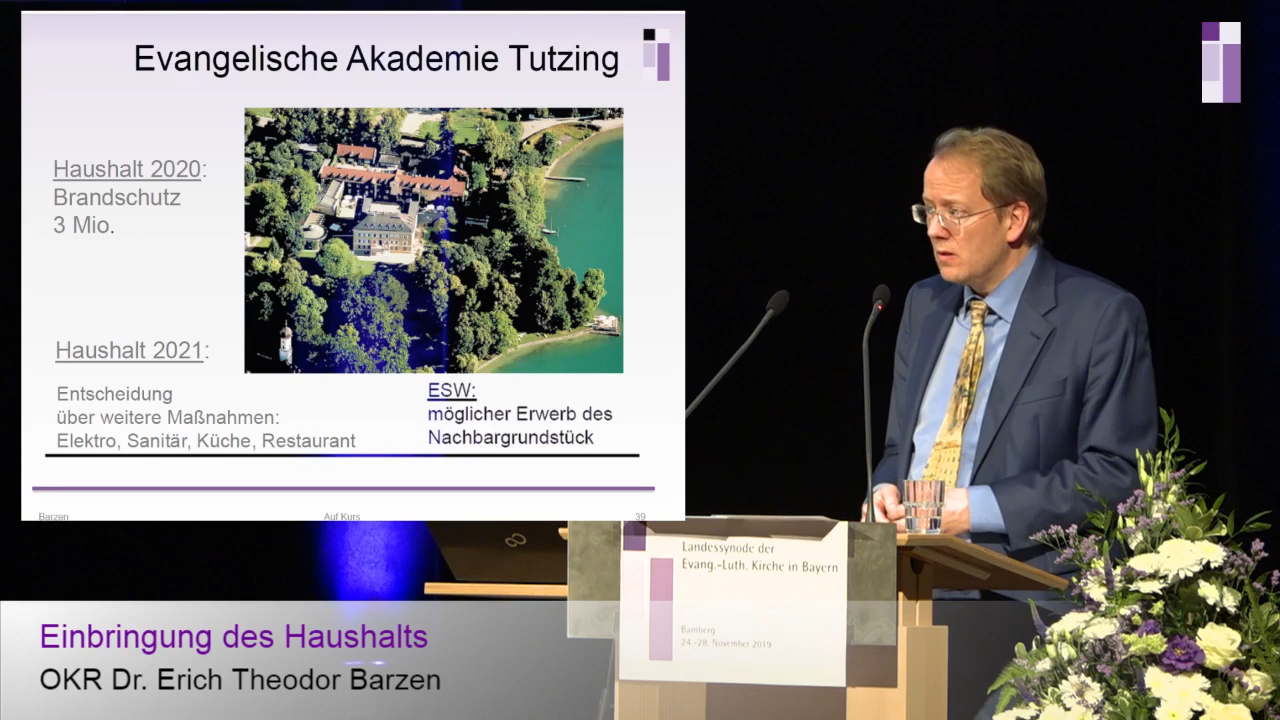 Evangelische Akademie Tutzing
Haushalt 2020:
Brandschutz
3 Mio.
Haushalt 2021:
Entscheidung
über weitere Maßnahmen:
Elektro, Sanitär, Küche, Restaurant
ESW:
möglicher Erwerb des
Nachbargrundstück
Barzen
Auf Kurs
39
Landessynode der
Evang.-Luth. Kirche in Bayern
Bamberg
24.-28. November 2019
Einbringung des Haushalts
OKR Dr. Erich Theodor Barzen